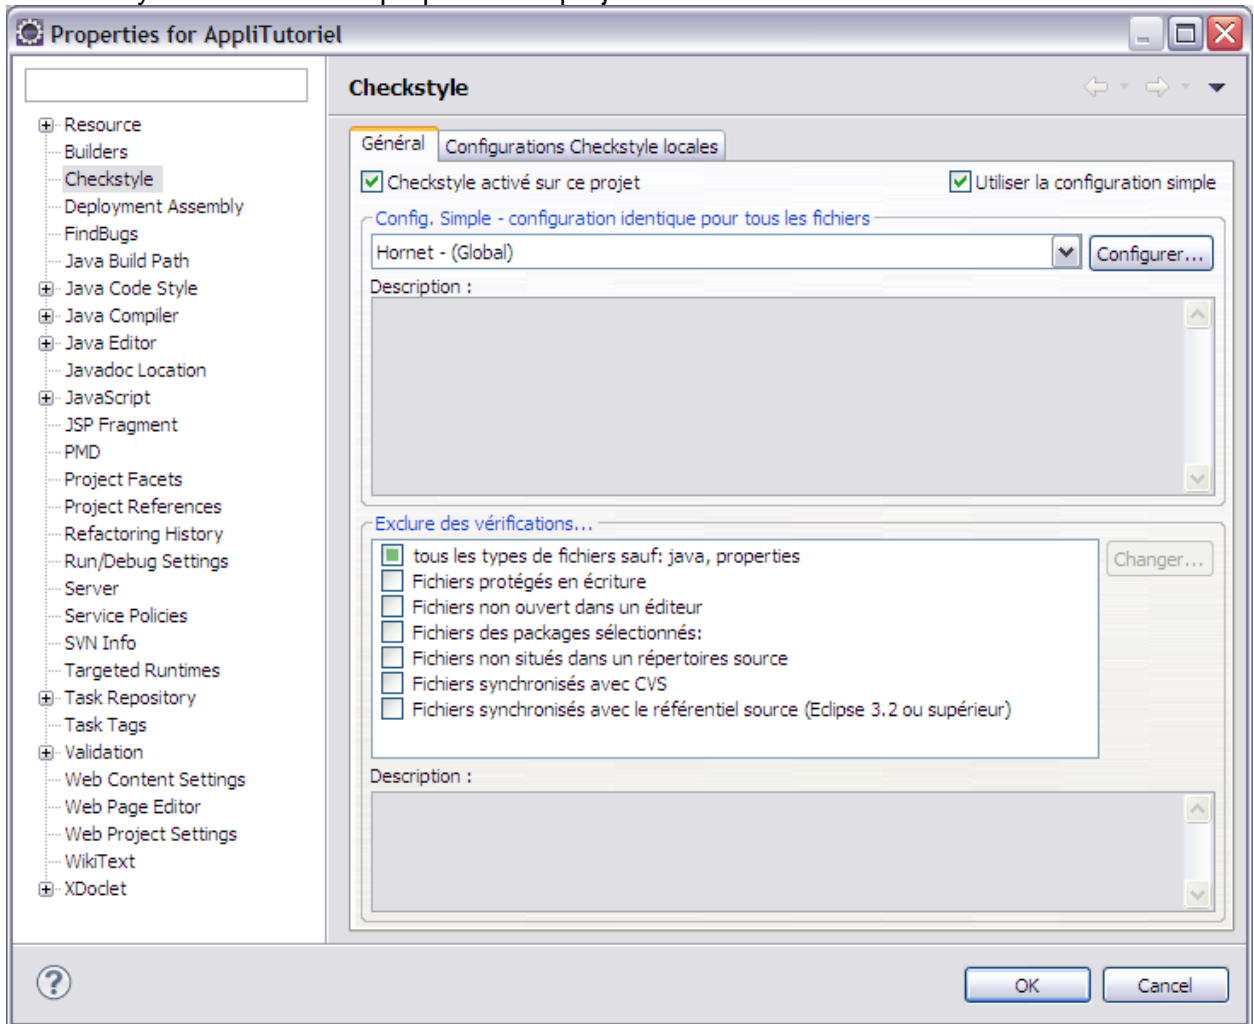 Properties for AppliTutoriel
Checkstyle
Resource
Builders
Checkstyle
Deployment Assembly
FindBugs
Java Build Path
Java Code Style
Java Compiler
Java Editor
Javadoc Location
JavaScript
JSP Fragment
PMD
Project Facets
Project References
Refactoring History
Run/Debug Settings
Server
Service Policies
SVN Info
Targeted Runtimes
Task Repository
Task Tags
Validation
Web Content Settings
Web Page Editor
Web Project Settings
WikiText
XDoclet
Général
Configurations Checkstyle locales
Checkstyle activé sur ce projet
Utiliser la configuration simple
Config. Simple - configuration identique pour tous les fichiers
Hornet - (Global)
Configurer...
Description :
Exclure des vérifications...
tous les types de fichiers sauf: java, properties
Changer...
Fichiers protégés en écriture
Fichiers non ouvert dans un éditeur
Fichiers des packages sélectionnés:
Fichiers non situés dans un répertoires source
Fichiers synchronisés avec CVS
Fichiers synchronisés avec le référentiel source (Eclipse 3.2 ou supérieur)
Description :
OK
Cancel